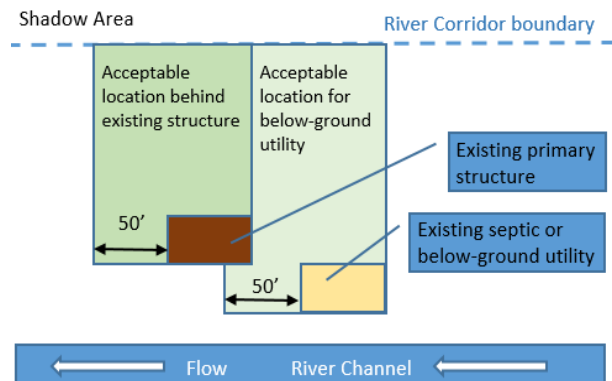 Shadow Area
River Corridor boundary
Acceptable
location behind
existing structure
Acceptable
location for
below-ground
utility
Existing primary
structure
50’
Existing septic or
below-ground utility
50’
Flow
River Channel